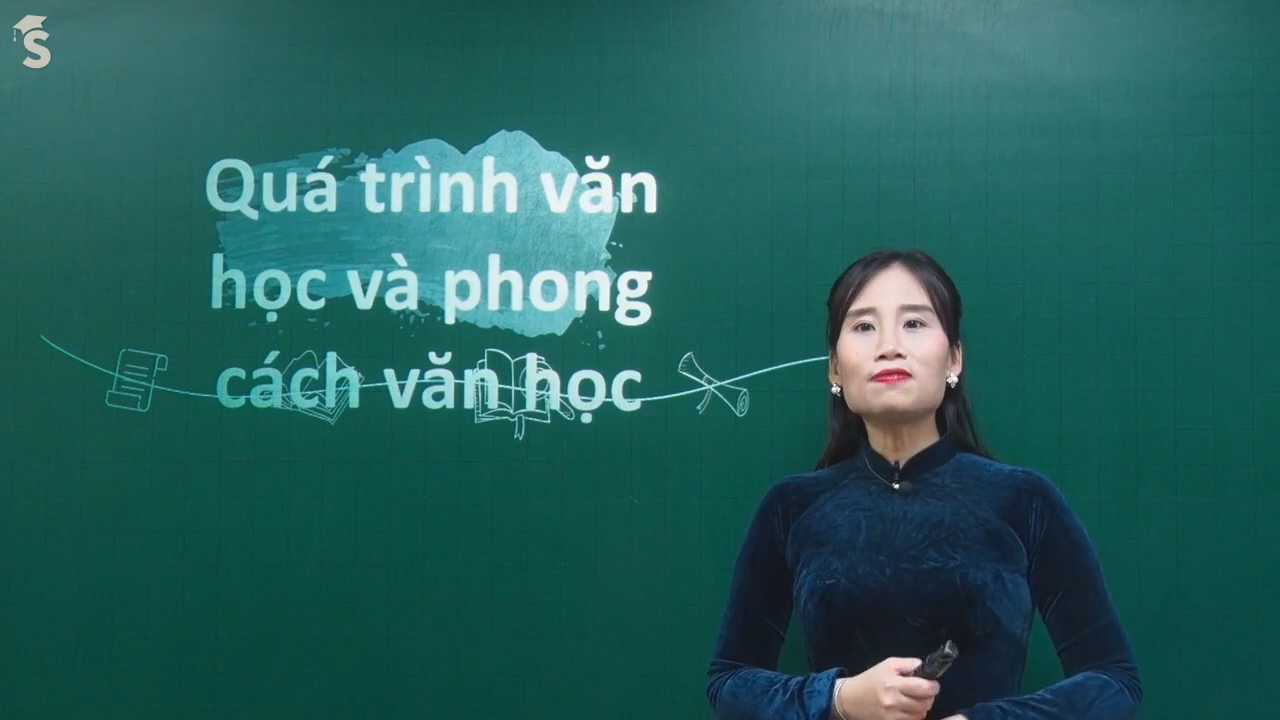 S
Quá trình văn
học và phong
cách văn học